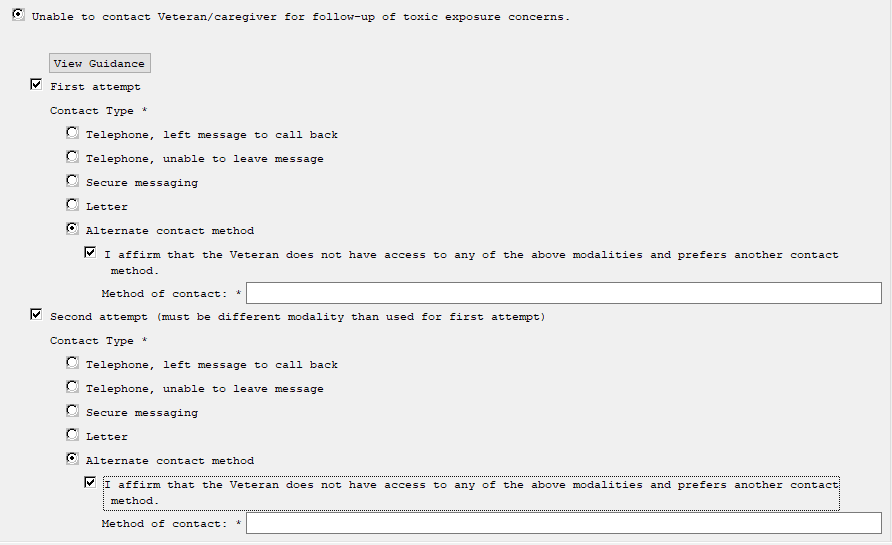 Unable to contact Veteran/caregiver for follow-up of toxic exposure concerns.
View Guidance
First attempt
Contact Type *
Telephone, left message to call back
Telephone, unable to leave message
Secure messaging
Letter
Alternate contact method
I affirm that the Veteran does not have access to any of the above modalities and prefers another contact
method.
Method of contact: *
Second attempt (must be different modality than used for first attempt)
Contact Type *
Telephone, left message to call back
Telephone, unable to leave message
Secure messaging
Letter
Alternate contact method
I affirm that the Veteran does not have access to any of the above modalities and prefers another contact
method.
Method of contact: *